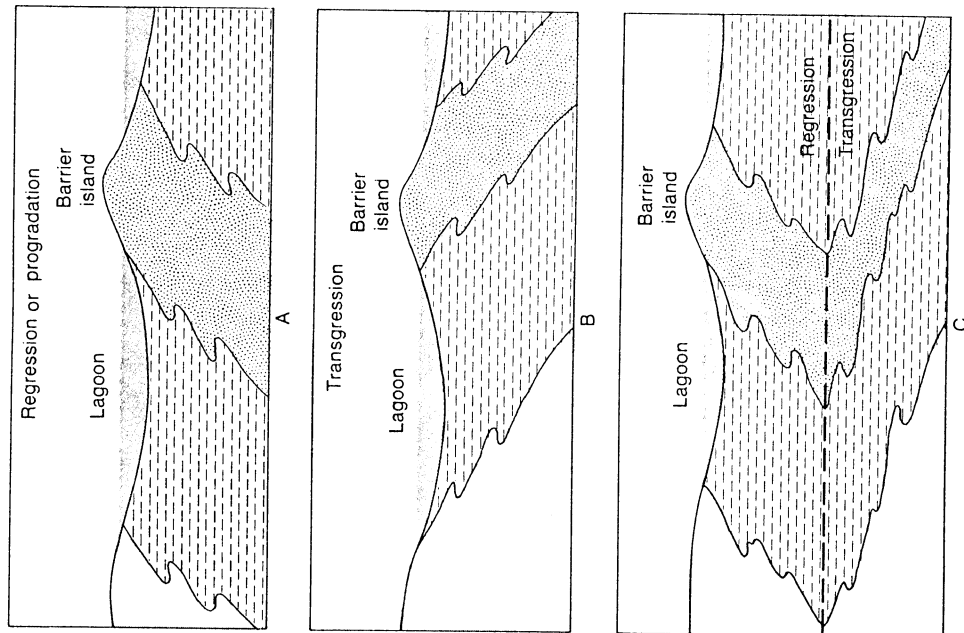 Regression or progradation
Barrier
island
Lagoon
A
Transgression
Barrier
island
Lagoon
B
Barrier
island
Lagoon
Regression
Transgression
C